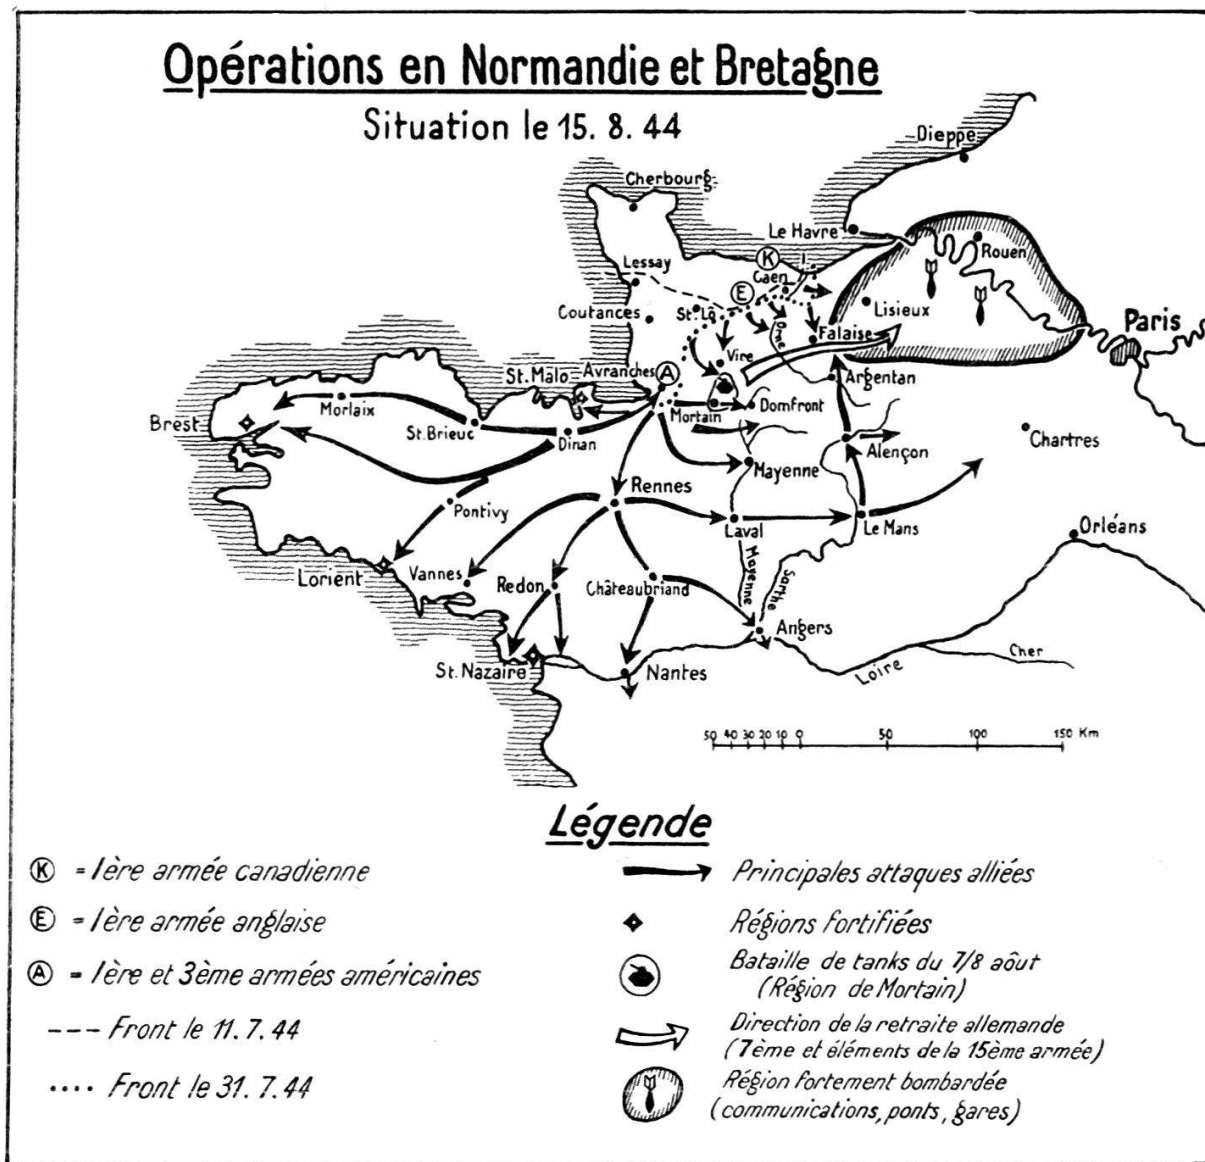 Opérations en Normandie et Bretagne
Situation le 15. 8. 44
Dieppe
Cherbourg
Le Havre
Rouen
K
Caen
Lessay
E
Lisieux
Coutances
St. Lô
Orne
Falaise
Paris
Vire
St. Malo
Avranches
A
Argentan
Morlaix
Mortain
Domfront
Brest
St. Brieuc
Dinan
Chartres
Alençon
Mayenne
Rennes
Pontivy
Laval
Le Mans
Orléans
Lorient
Vannes
Redon
Châteaubriand
Mayenne
Sarthe
Angers
St. Nazaire
Nantes
Loire
Cher
50 40 30 20 10 0 50 100 150 Km
Légende
K = 1ère armée canadienne
E = 1ère armée anglaise
A = 1ère et 3ème armées américaines
--- Front le 11. 7. 44
.... Front le 31. 7. 44
Principales attaques alliées
Régions fortifiées
Bataille de tanks du 7/8 aôut
(Région de Mortain)
Direction de la retraite allemande
(7ème et éléments de la 15ème armée)
Région fortement bombardée
(communications, ponts, gares)